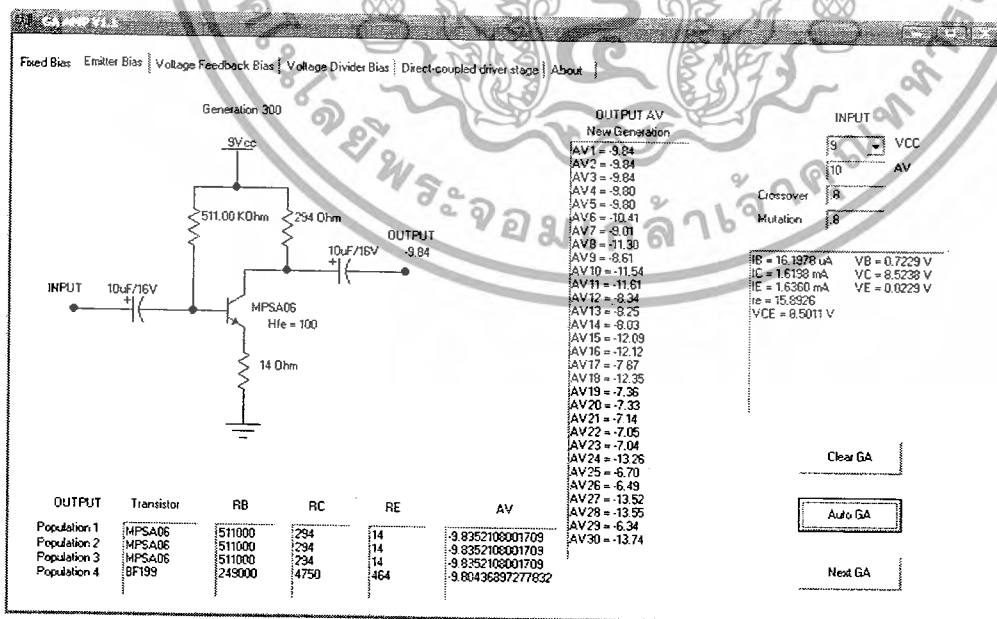 GA AMP V1.1
Fixed Bias Emitter Bias Voltage Feedback Bias Voltage Divider Bias Direct-coupled driver stage About
Generation 300
9Vcc
511.00 KOhm
294 Ohm
OUTPUT
-9.84
10uF/16V
INPUT
10uF/16V
MPSA06
Hfe = 100
14 Ohm
OUTPUT AV
New Generation
AV1 = -9.84
AV2 = -9.84
AV3 = -9.84
AV4 = -9.80
AV5 = -9.80
AV6 = -10.41
AV7 = -9.01
AV8 = -11.30
AV9 = -8.61
AV10 = -11.54
AV11 = -11.61
AV12 = -8.34
AV13 = -8.25
AV14 = -8.03
AV15 = -12.09
AV16 = -12.12
AV17 = -7.87
AV18 = -12.35
AV19 = -7.36
AV20 = -7.33
AV21 = -7.14
AV22 = -7.05
AV23 = -7.04
AV24 = -13.26
AV25 = -6.70
AV26 = -6.49
AV27 = -13.52
AV28 = -13.55
AV29 = -6.34
AV30 = -13.74
INPUT
9 VCC
10 AV
Crossover .8
Mutation .8
IB = 16.1978 uA VB = 0.7229 V
IC = 1.6198 mA VC = 8.5238 V
IE = 1.6360 mA VE = 0.0229 V
re = 15.8926
VCE = 8.5011 V
Clear GA
Auto GA
Next GA
OUTPUT Transistor RB RC RE AV
Population 1 MPSA06 511000 294 14 -9.8352108001709
Population 2 MPSA06 511000 294 14 -9.8352108001709
Population 3 MPSA06 511000 294 14 -9.8352108001709
Population 4 BF199 249000 4750 464 -9.80436897277832